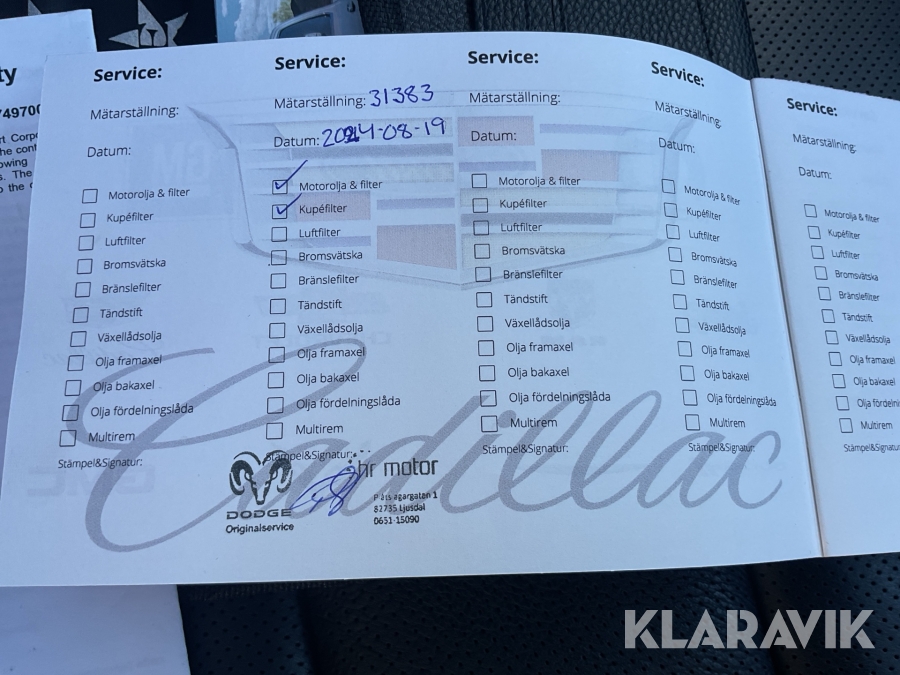 ty
749700
Service:
Mätarställning:
Datum:
Motorolja & filter
Kupéfilter
Luftfilter
Bromsvätska
Bränslefilter
Tändstift
Växellådsolja
Olja framaxel
Olja bakaxel
Olja fördelningslåda
Multirem
Stämpel&Signatur:
Service:
Mätarställning: 31383
Datum: 2024-08-19
Motorolja & filter
Kupéfilter
Luftfilter
Bromsvätska
Bränslefilter
Tändstift
Växellådsolja
Olja framaxel
Olja bakaxel
Olja fördelningslåda
Multirem
Stämpel&Signatur:
DODGE
Originalservice
hr motor
82735 Ljusdal
0651-15090
Service:
Mätarställning:
Datum:
Motorolja & filter
Kupéfilter
Luftfilter
Bromsvätska
Bränslefilter
Tändstift
Växellådsolja
Olja framaxel
Olja bakaxel
Olja fördelningslåda
Multirem
Stämpel&Signatur:
Service:
Mätarställning:
Datum:
Motorolja & filter
Kupéfilter
Luftfilter
Bromsvätska
Bränslefilter
Tändstift
Växellådsolja
Olja framaxel
Olja bakaxel
Olja fördelningslåda
Multirem
Stämpel&Signatur:
Service:
Mätarställning:
Datum:
Motorolja & filter
Kupéfilter
Luftfilter
Bromsvätska
Bränslefilter
Tändstift
Växellådsolja
Olja framaxel
Olja bakaxel
Olja fördelnin
Multirem
Stämpel&Signatur:
Cadillac
KLARAVIK